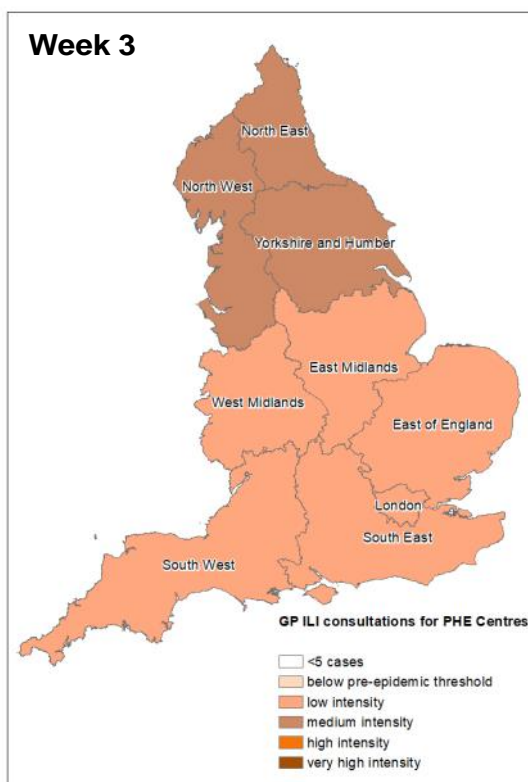 Week 3
North East
North West
Yorkshire and Humber
East Midlands
West Midlands
East of England
London
South East
South West
GP ILI consultations for PHE Centres
<5 cases
below pre-epidemic threshold
low intensity
medium intensity
high intensity
very high intensity